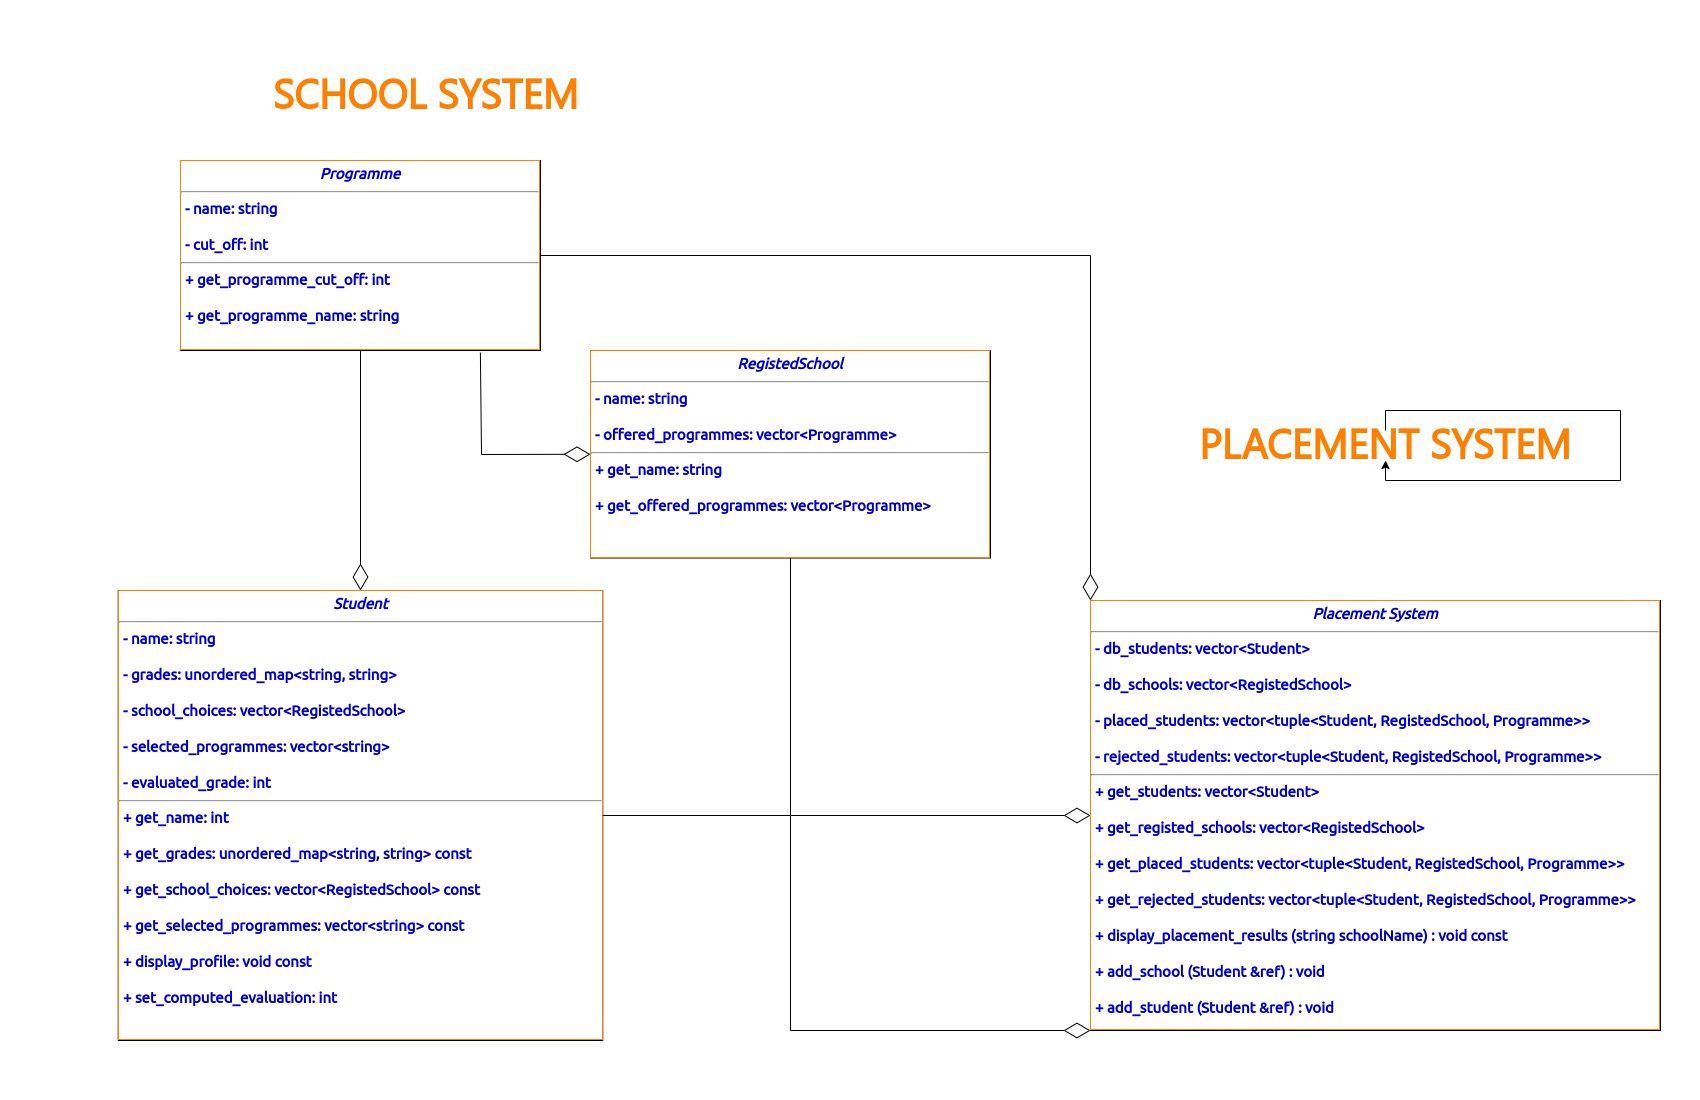 SCHOOL SYSTEM
Programme
- name: string
- cut_off: int
+ get_programme_cut_off: int
+ get_programme_name: string
RegistedSchool
- name: string
- offered_programmes: vector<Programme>
+ get_name: string
+ get_offered_programmes: vector<Programme>
PLACEMENT SYSTEM
Student
- name: string
- grades: unordered_map<string, string>
- school_choices: vector<RegistedSchool>
- selected_programmes: vector<string>
- evaluated_grade: int
+ get_name: int
+ get_grades: unordered_map<string, string> const
+ get_school_choices: vector<RegistedSchool> const
+ get_selected_programmes: vector<string> const
+ display_profile: void const
+ set_computed_evaluation: int
Placement System
- db_students: vector<Student>
- db_schools: vector<RegistedSchool>
- placed_students: vector<tuple<Student, RegistedSchool, Programme>>
- rejected_students: vector<tuple<Student, RegistedSchool, Programme>>
+ get_students: vector<Student>
+ get_registed_schools: vector<RegistedSchool>
+ get_placed_students: vector<tuple<Student, RegistedSchool, Programme>>
+ get_rejected_students: vector<tuple<Student, RegistedSchool, Programme>>
+ display_placement_results (string schoolName) : void const
+ add_school (Student &ref) : void
+ add_student (Student &ref) : void